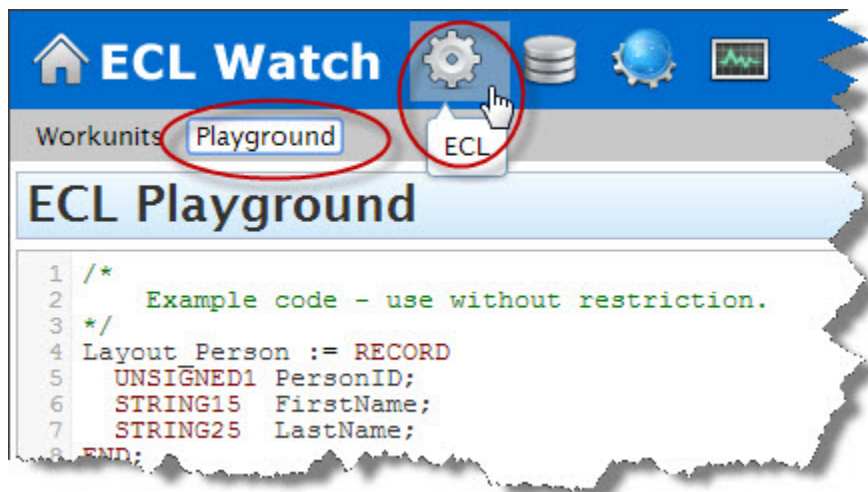 ECL Watch
Workunits Playground
ECL
ECL Playground
1 /*
2 Example code - use without restriction.
3 */
4 Layout_Person := RECORD
5 UNSIGNED1 PersonID;
6 STRING15 FirstName;
7 STRING25 LastName;
8 END;